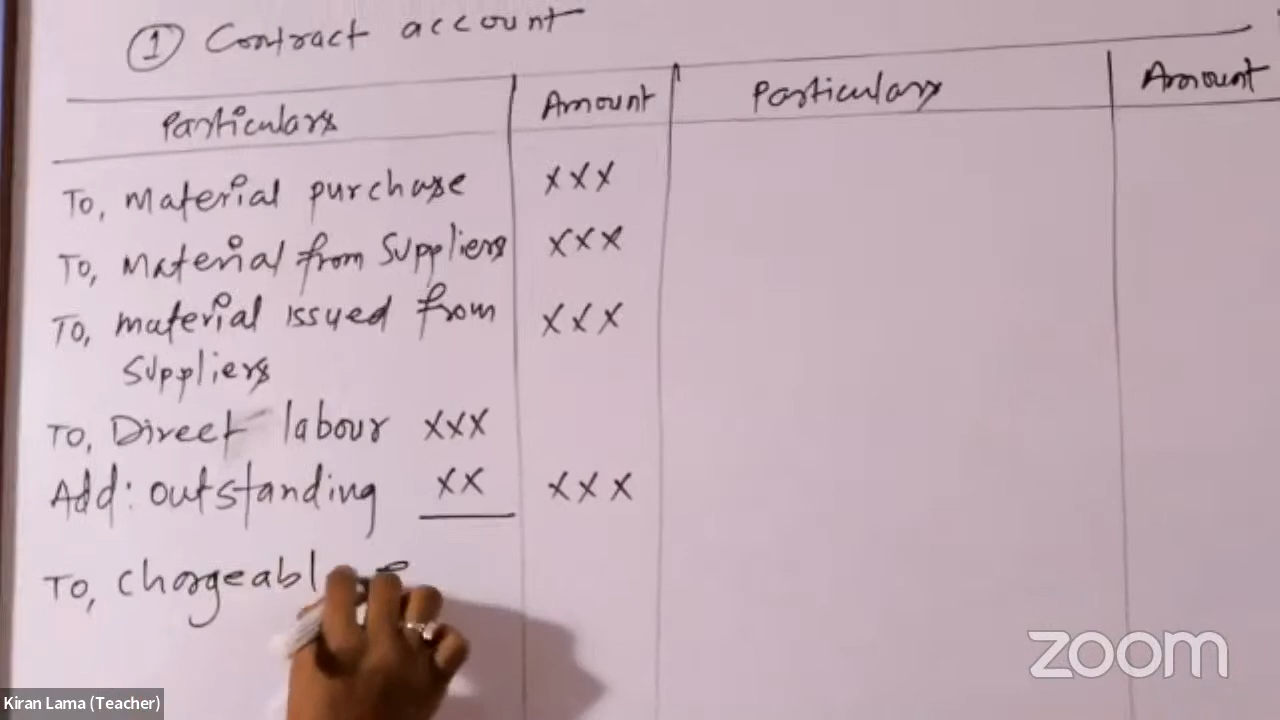 1 Contract account
Particulars Amount Particulars Amount
To, Material purchase xxx
To, Material from Suppliers xxx
To, material issued from xxx
Suppliers
To, Direct labour xxx
Add: outstanding xx xxx
To, Chargeabl
zoom
Kiran Lama (Teacher)